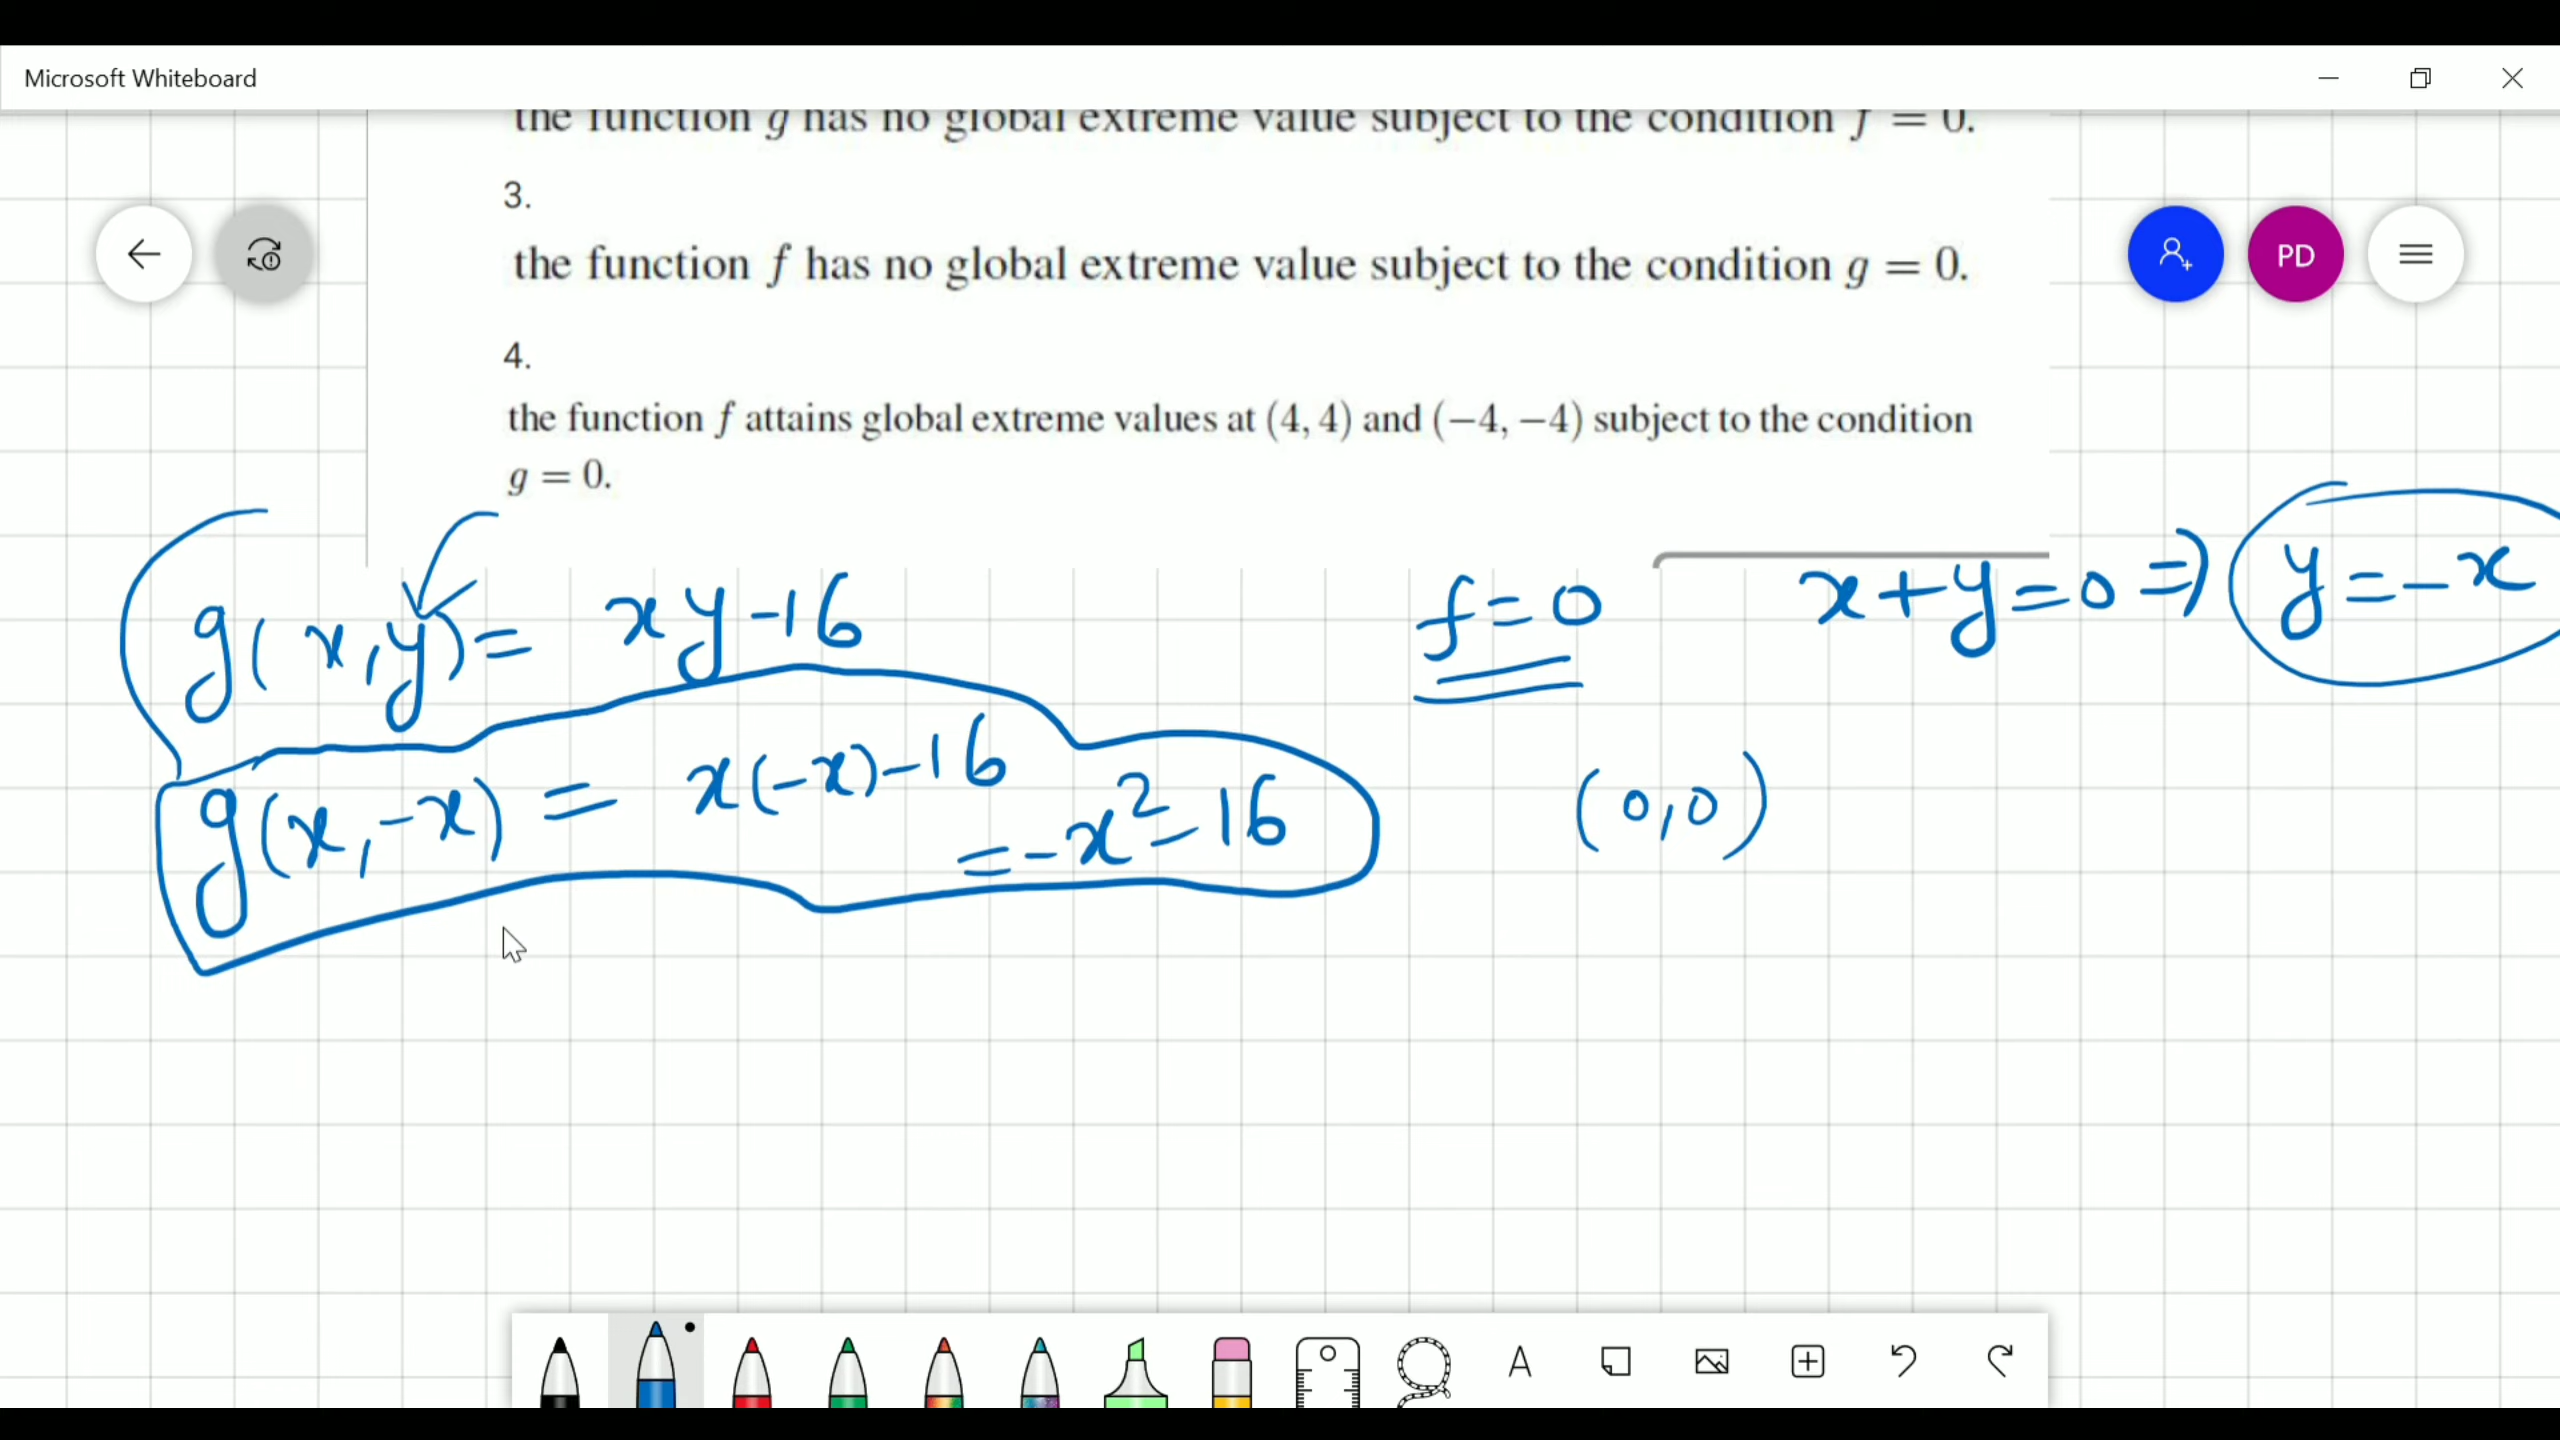 Microsoft Whiteboard
the function g has no global extreme value subject to the condition f = 0.
3.
the function f has no global extreme value subject to the condition g = 0.
PD
4.
the function f attains global extreme values at (4, 4) and (−4, −4) subject to the condition
g = 0.
g(x,y) = xy-16
f=0
x+y=0 ⇒ y=-x
g(x,-x) = x(-x)-16
= -x²-16
(0,0)